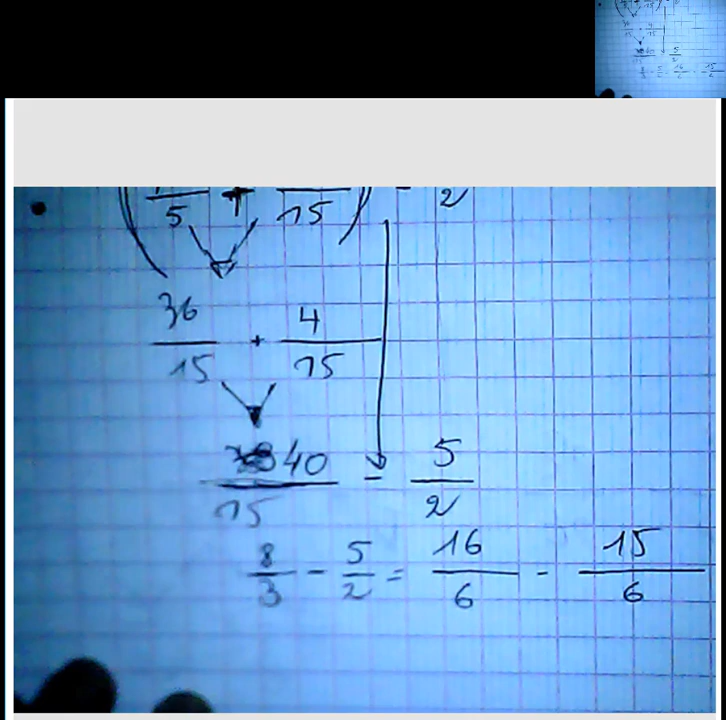 ( /5 + /15 ) - 2
36/15 + 4/15
40/15 - 5/2
8/3 - 5/2 = 16/6 - 15/6